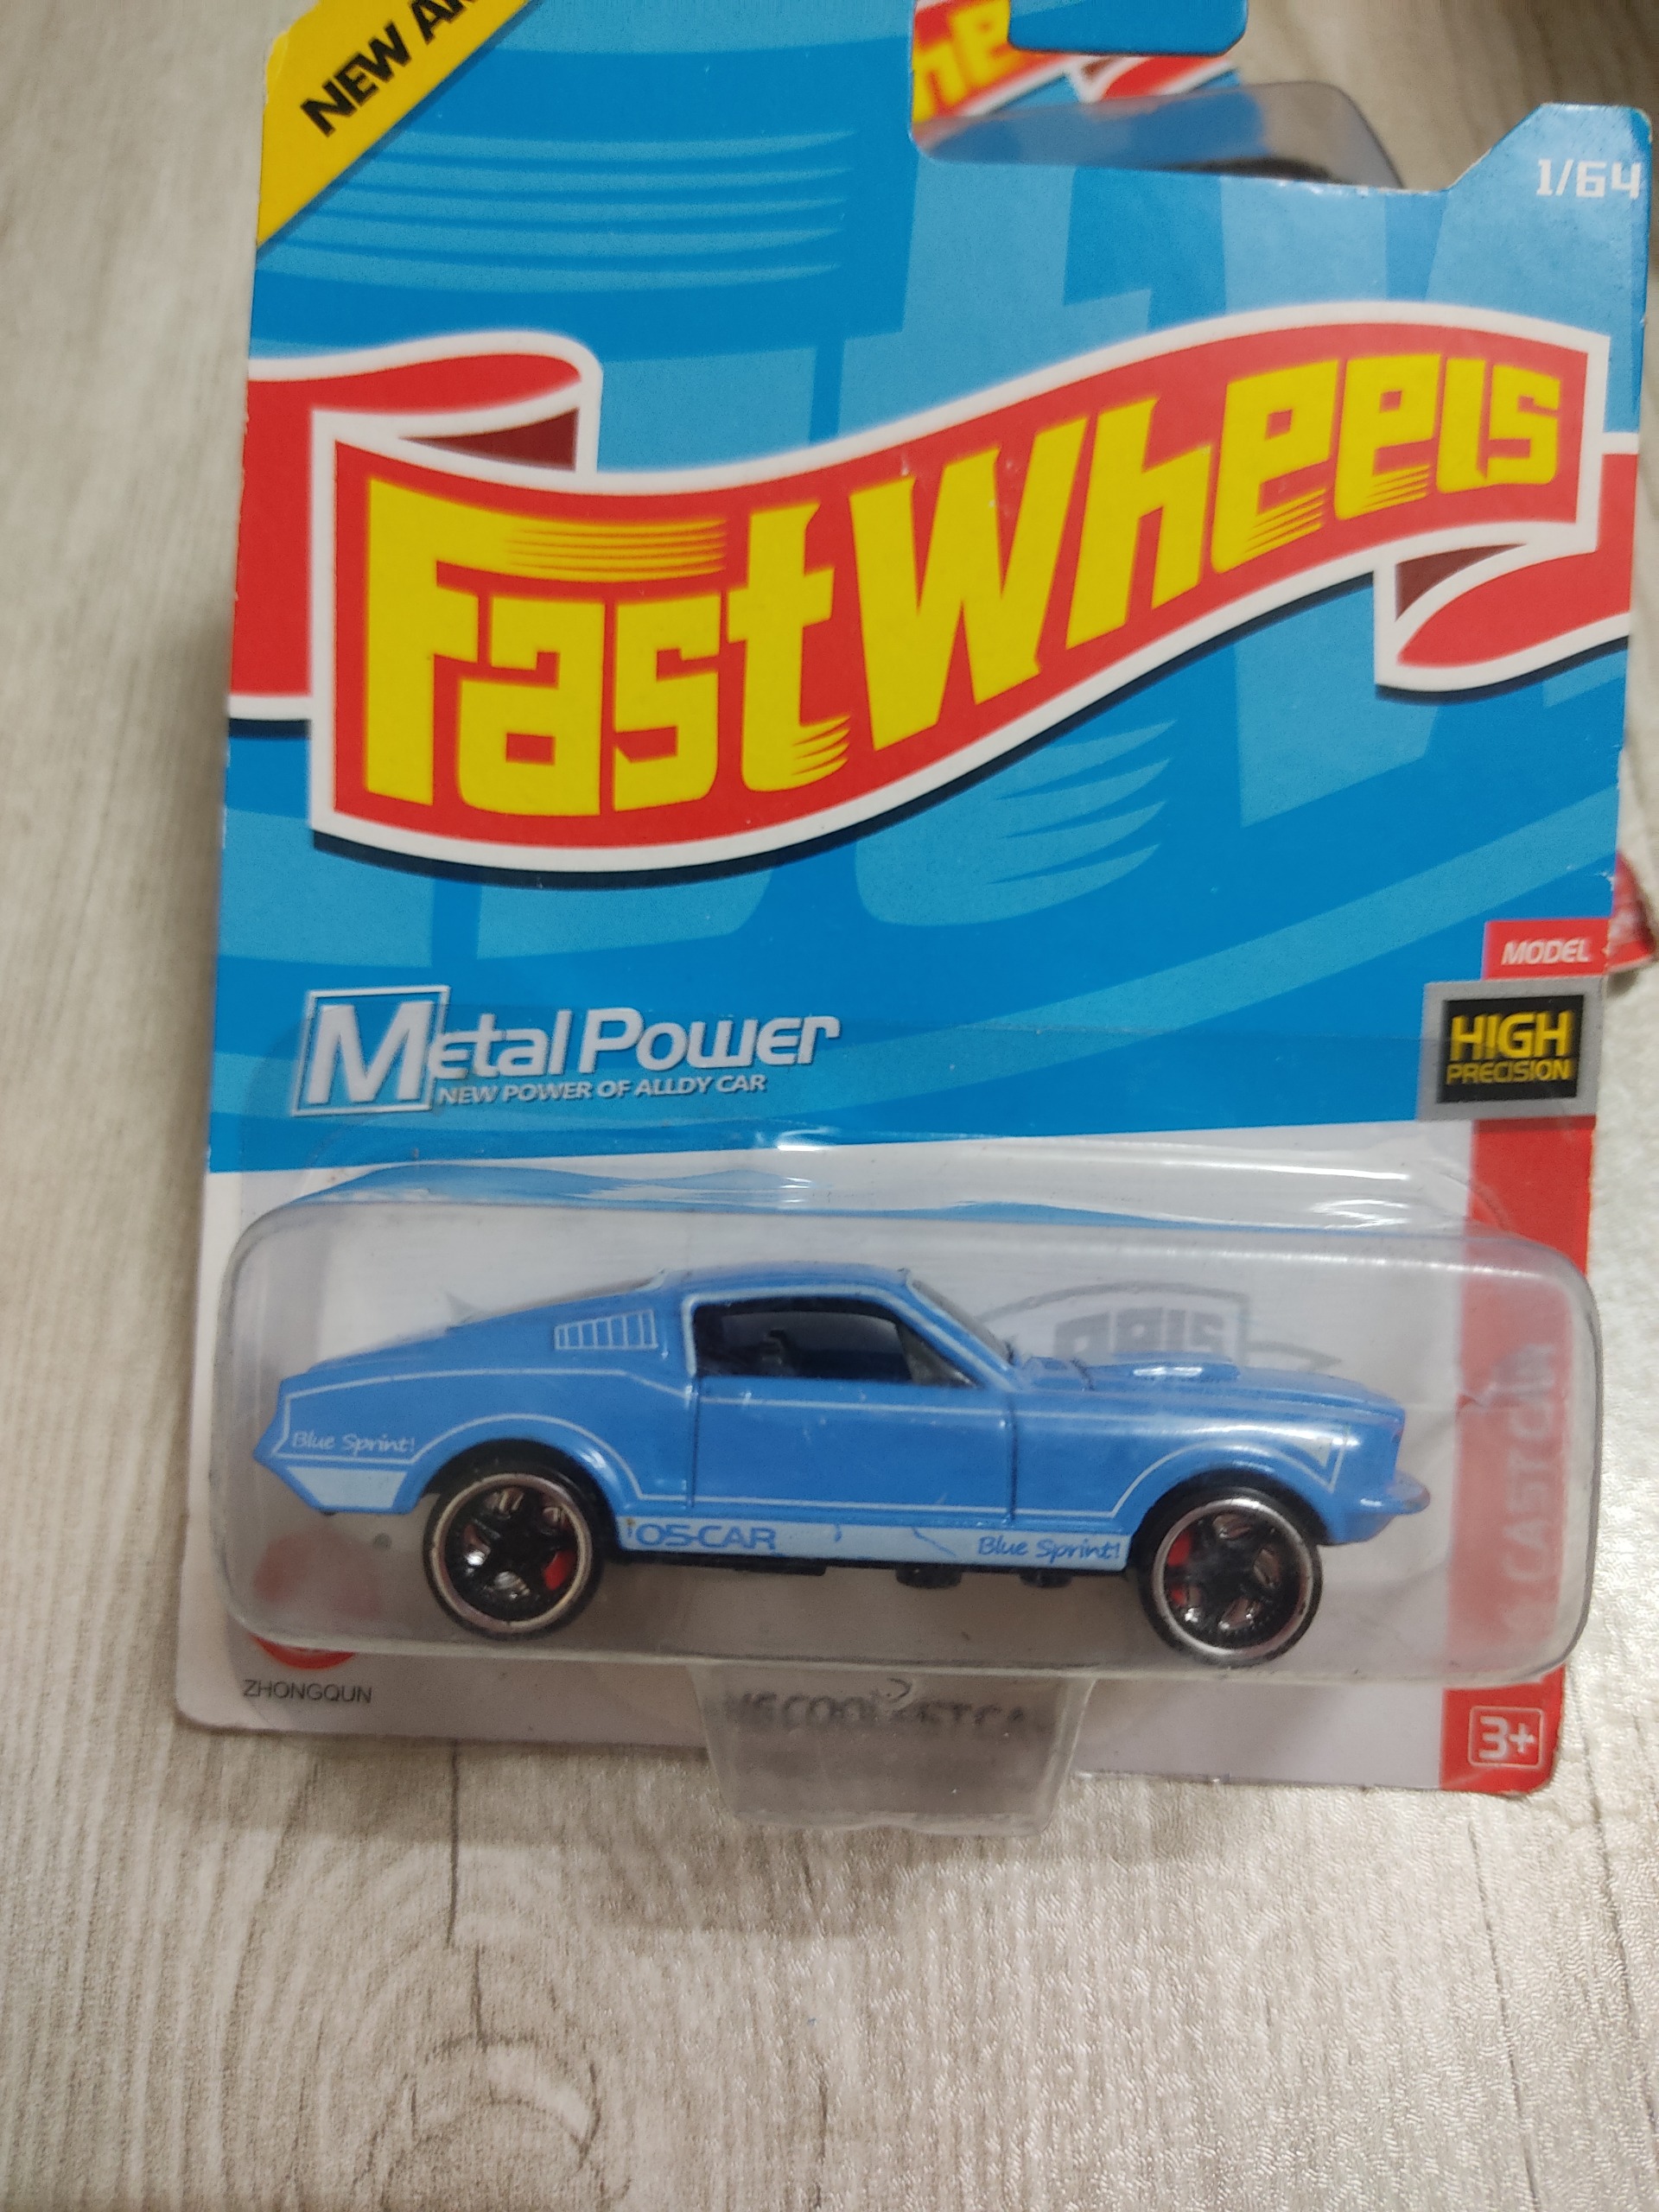 NEW
1/64
FastWheels
MODEL
HIGH
PRECISION
Metal Power
NEW POWER OF ALLDY CAR
Blue Sprint!
OS-CAR
Blue Sprint!
ZHONGQUN
3+